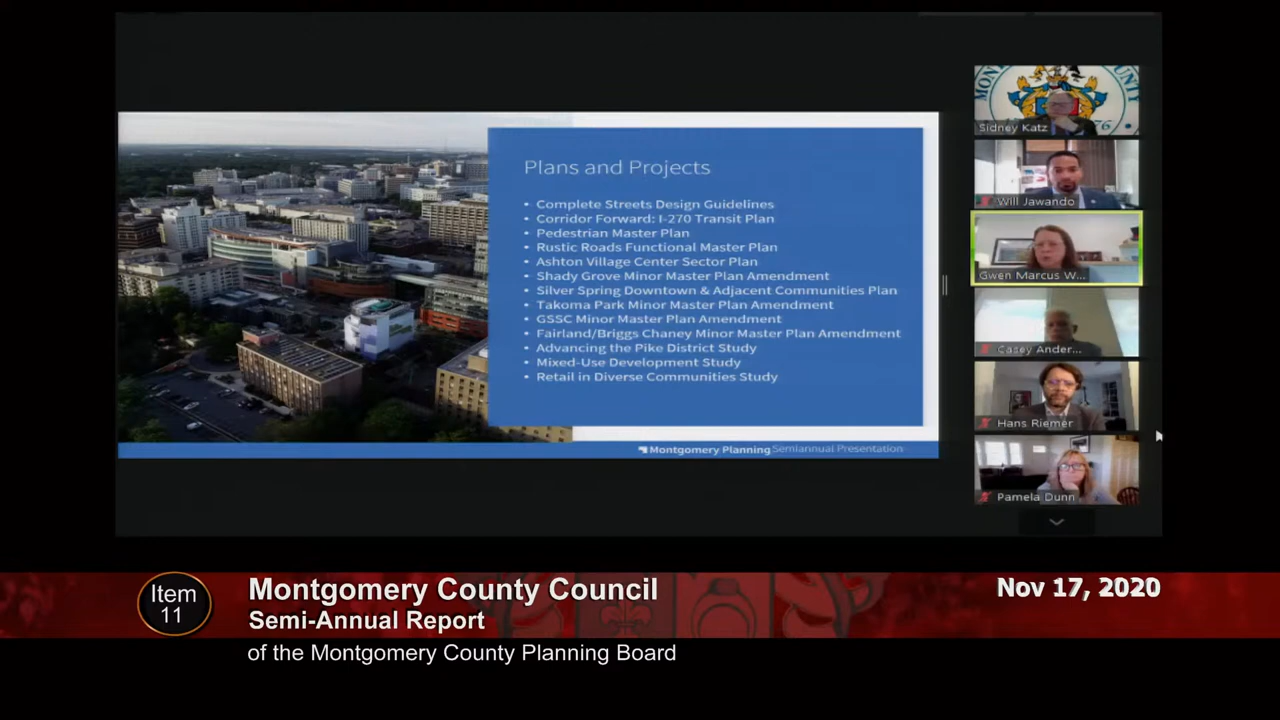 Plans and Projects
• Complete Streets Design Guidelines
• Corridor Forward: I-270 Transit Plan
• Pedestrian Master Plan
• Rustic Roads Functional Master Plan
• Ashton Village Center Sector Plan
• Shady Grove Minor Master Plan Amendment
• Silver Spring Downtown & Adjacent Communities Plan
• Takoma Park Minor Master Plan Amendment
• GSSC Minor Master Plan Amendment
• Fairland/Briggs Chaney Minor Master Plan Amendment
• Advancing the Pike District Study
• Mixed-Use Development Study
• Retail in Diverse Communities Study
Montgomery Planning Semiannual Presentation
Sidney Katz
Will Jawando
Gwen Marcus W...
Casey Ander...
Hans Riemer
Pamela Dunn
Item
11
Montgomery County Council
Semi-Annual Report
of the Montgomery County Planning Board
Nov 17, 2020